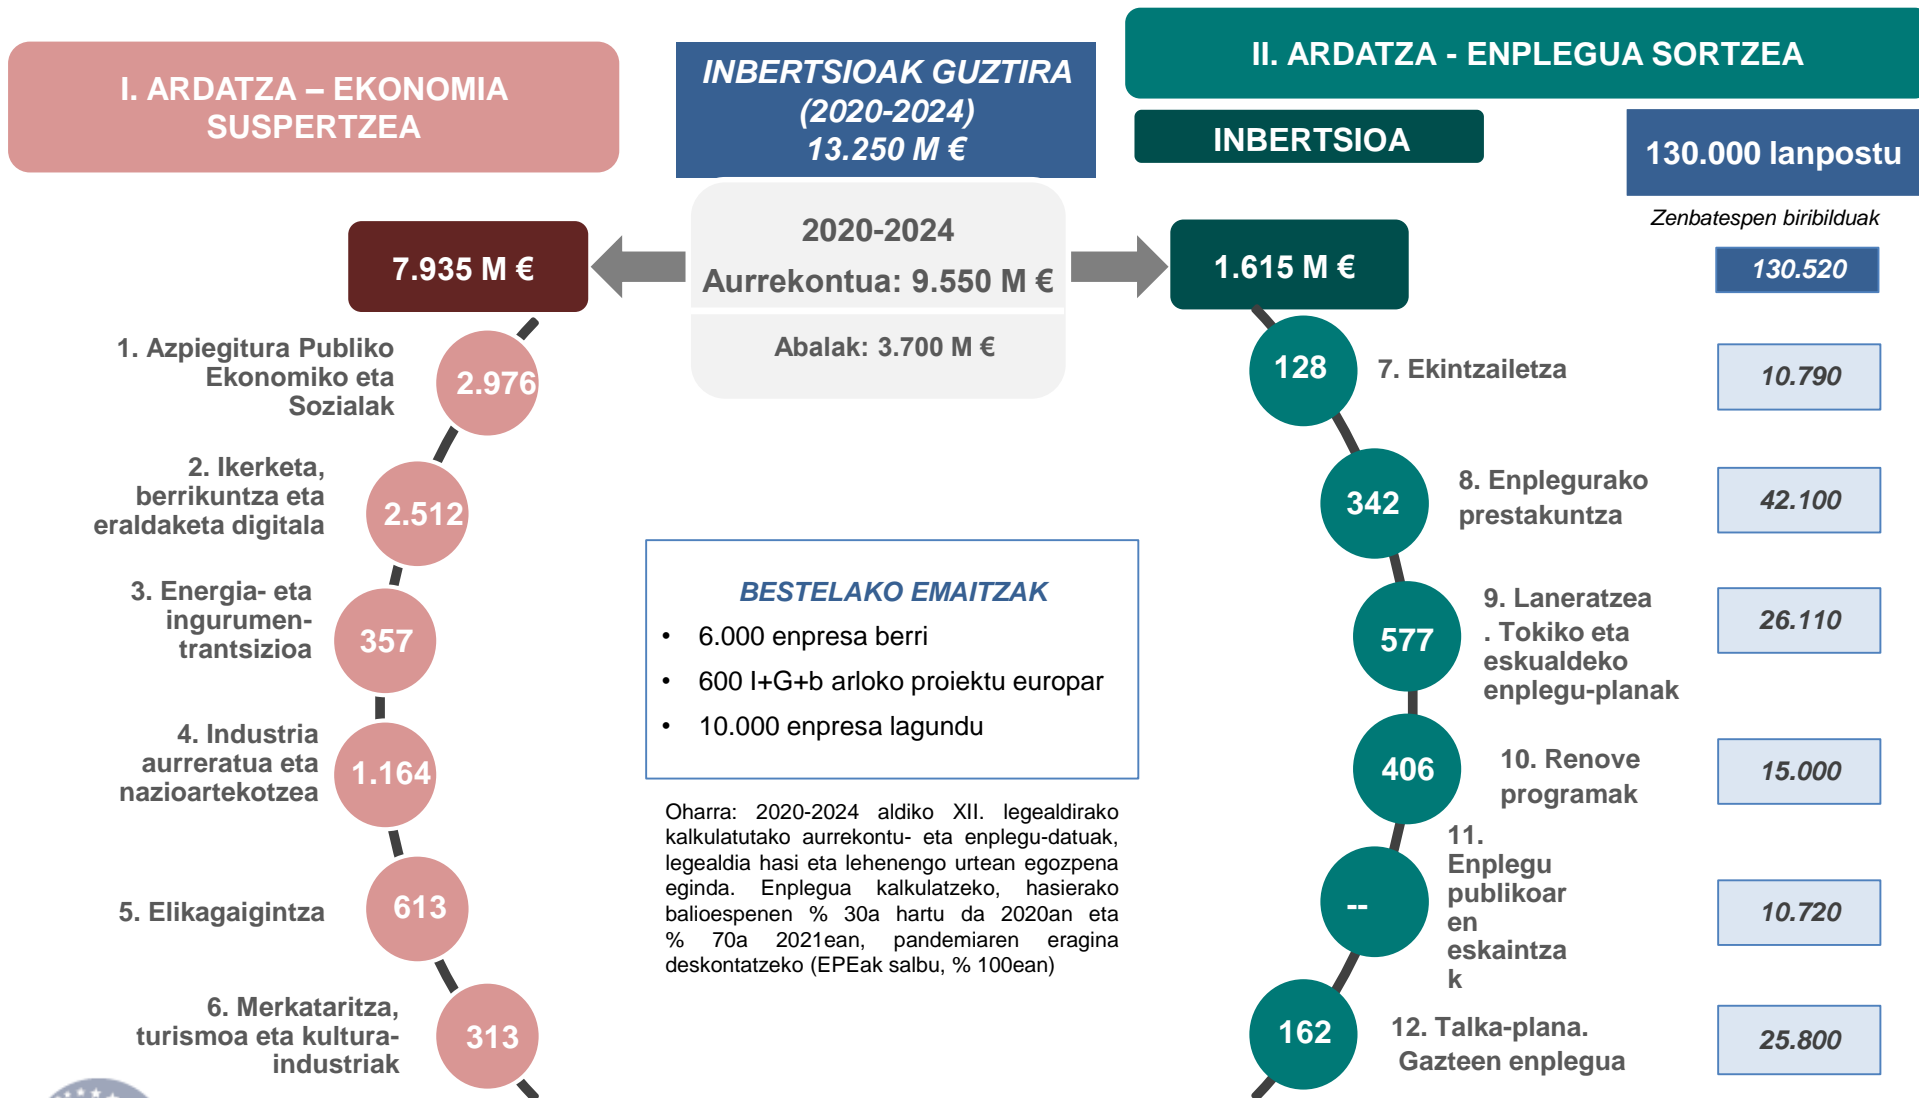 I. ARDATZA – EKONOMIA
SUSPERTZEA
INBERTSIOAK GUZTIRA
(2020-2024)
13.250 M €
II. ARDATZA - ENPLEGUA SORTZEA
INBERTSIOA
130.000 lanpostu
Zenbatespen biribilduak
7.935 M €
2020-2024
Aurrekontua: 9.550 M €
Abalak: 3.700 M €
1.615 M €
130.520
1. Azpiegitura Publiko
Ekonomiko eta
Sozialak
2.976
2. Ikerketa,
berrikuntza eta
eraldaketa digitala
2.512
3. Energia- eta
ingurumen-
trantsizioa
357
4. Industria
aurreratua eta
nazioartekotzea
1.164
5. Elikagaigintza
613
6. Merkataritza,
turismoa eta kultura-
industriak
313
BESTELAKO EMAITZAK
• 6.000 enpresa berri
• 600 I+G+b arloko proiektu europar
• 10.000 enpresa lagundu
Oharra: 2020-2024 aldiko XII. legealdirako
kalkulatutako aurrekontu- eta enplegu-datuak,
legealdia hasi eta lehenengo urtean egozpena
eginda. Enplegua kalkulatzeko, hasierako
balioespenen % 30a hartu da 2020an eta
% 70a 2021ean, pandemiaren eragina
deskontatzeko (EPEak salbu, % 100ean)
128
7. Ekintzailetza
10.790
342
8. Enplegurako
prestakuntza
42.100
577
9. Laneratzea
. Tokiko eta
eskualdeko
enplegu-planak
26.110
406
10. Renove
programak
15.000
--
11.
Enplegu
publikoar
en
eskaintza
k
10.720
162
12. Talka-plana.
Gazteen enplegua
25.800